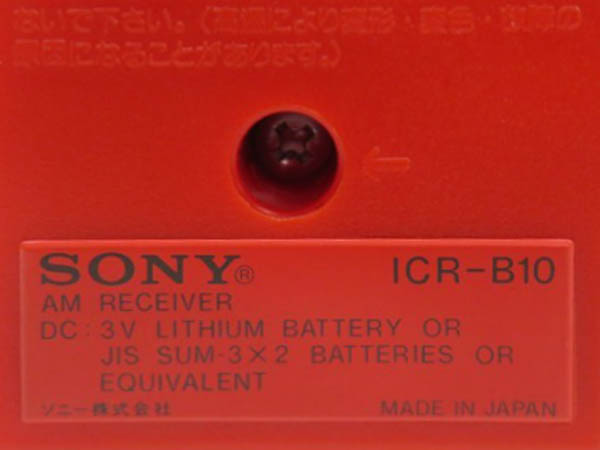 ないで下さい。(高温により変形・変色・故障の
原因になることがあります。)
SONY®
ICR-B10
AM RECEIVER
DC: 3V LITHIUM BATTERY OR
JIS SUM-3×2 BATTERIES OR
EQUIVALENT
ソニー株式会社
MADE IN JAPAN